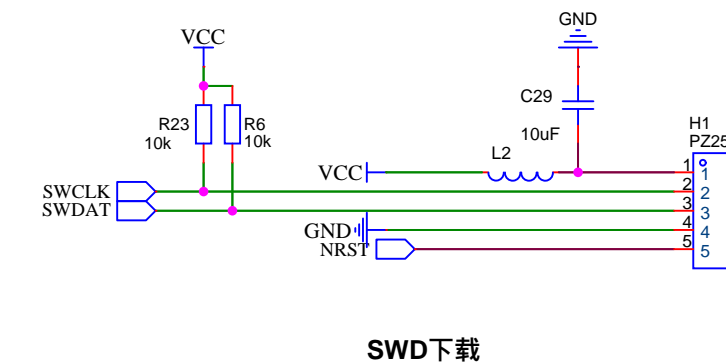 GND
VCC
C29
10uF
R23
10k
R6
10k
H1
PZ25
L2
VCC
1
1
SWCLK
2
2
SWDAT
3
3
GND
4
4
NRST
5
5
SWD下载